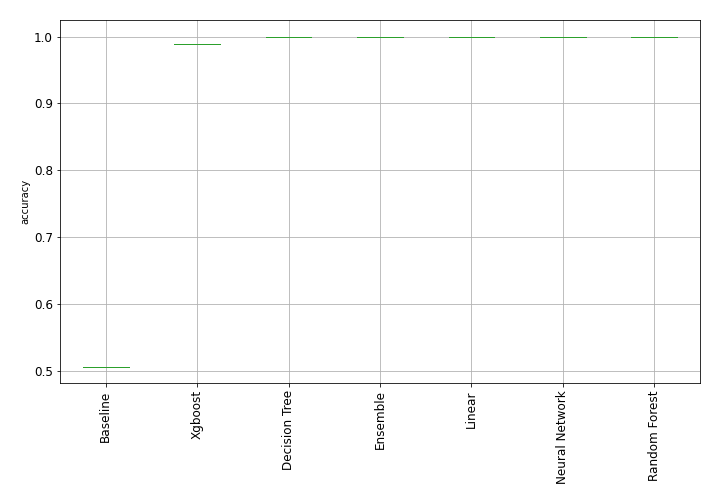 1.0
0.9
0.8
0.7
0.6
0.5
accuracy
Baseline
Xgboost
Decision Tree
Ensemble
Linear
Neural Network
Random Forest